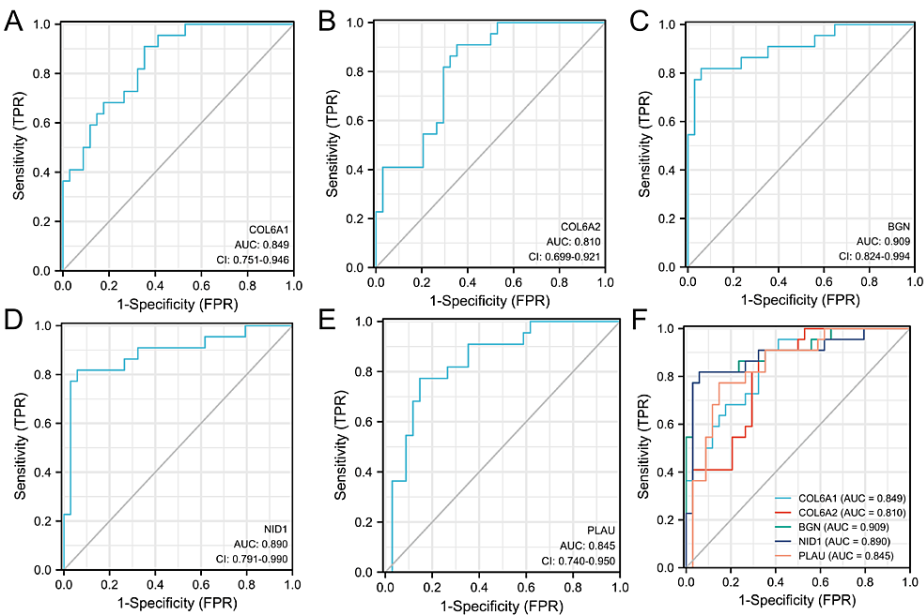 A
Sensitivity (TPR)
1.0
0.8
0.6
0.4
0.2
0.0
COL6A1
AUC: 0.849
CI: 0.751-0.946
0.0 0.2 0.4 0.6 0.8 1.0
1-Specificity (FPR)
B
Sensitivity (TPR)
1.0
0.8
0.6
0.4
0.2
0.0
COL6A2
AUC: 0.810
CI: 0.699-0.921
0.0 0.2 0.4 0.6 0.8 1.0
1-Specificity (FPR)
C
Sensitivity (TPR)
1.0
0.8
0.6
0.4
0.2
0.0
BGN
AUC: 0.909
CI: 0.824-0.994
0.0 0.2 0.4 0.6 0.8 1.0
1-Specificity (FPR)
D
Sensitivity (TPR)
1.0
0.8
0.6
0.4
0.2
0.0
NID1
AUC: 0.890
CI: 0.791-0.990
0.0 0.2 0.4 0.6 0.8 1.0
1-Specificity (FPR)
E
Sensitivity (TPR)
1.0
0.8
0.6
0.4
0.2
0.0
PLAU
AUC: 0.845
CI: 0.740-0.950
0.0 0.2 0.4 0.6 0.8 1.0
1-Specificity (FPR)
F
Sensitivity (TPR)
1.0
0.8
0.6
0.4
0.2
0.0
COL6A1 (AUC = 0.849)
COL6A2 (AUC = 0.810)
BGN (AUC = 0.909)
NID1 (AUC = 0.890)
PLAU (AUC = 0.845)
0.0 0.2 0.4 0.6 0.8 1.0
1-Specificity (FPR)